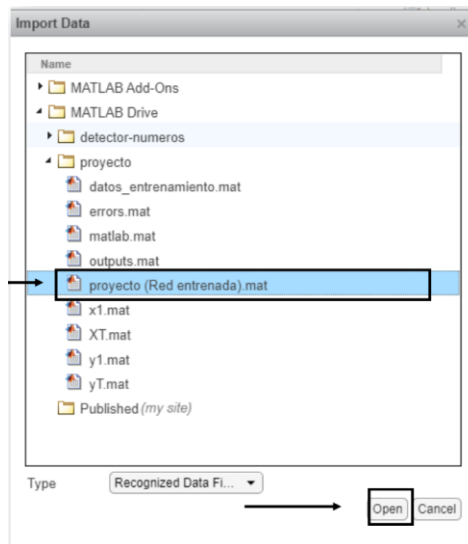 Import Data
Name
MATLAB Add-Ons
MATLAB Drive
detector-numeros
proyecto
datos_entrenamiento.mat
errors.mat
matlab.mat
outputs.mat
proyecto (Red entrenada).mat
x1.mat
XT.mat
y1.mat
yT.mat
Published (my site)
Type Recognized Data Fi...
Open Cancel